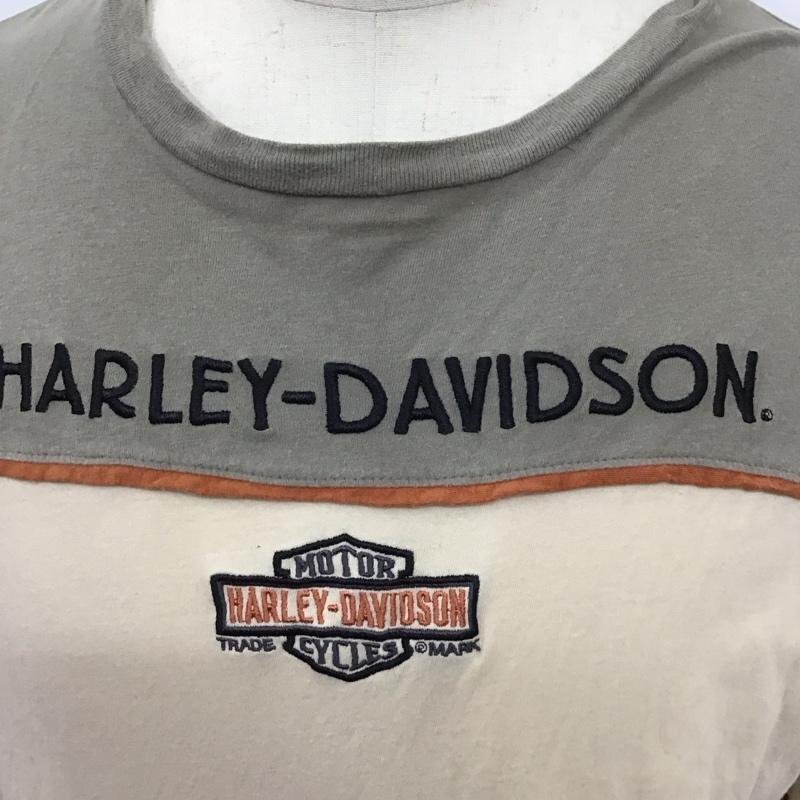 HARLEY-DAVIDSON.®
MOTOR
HARLEY-DAVIDSON
TRADE CYCLES ® MARK